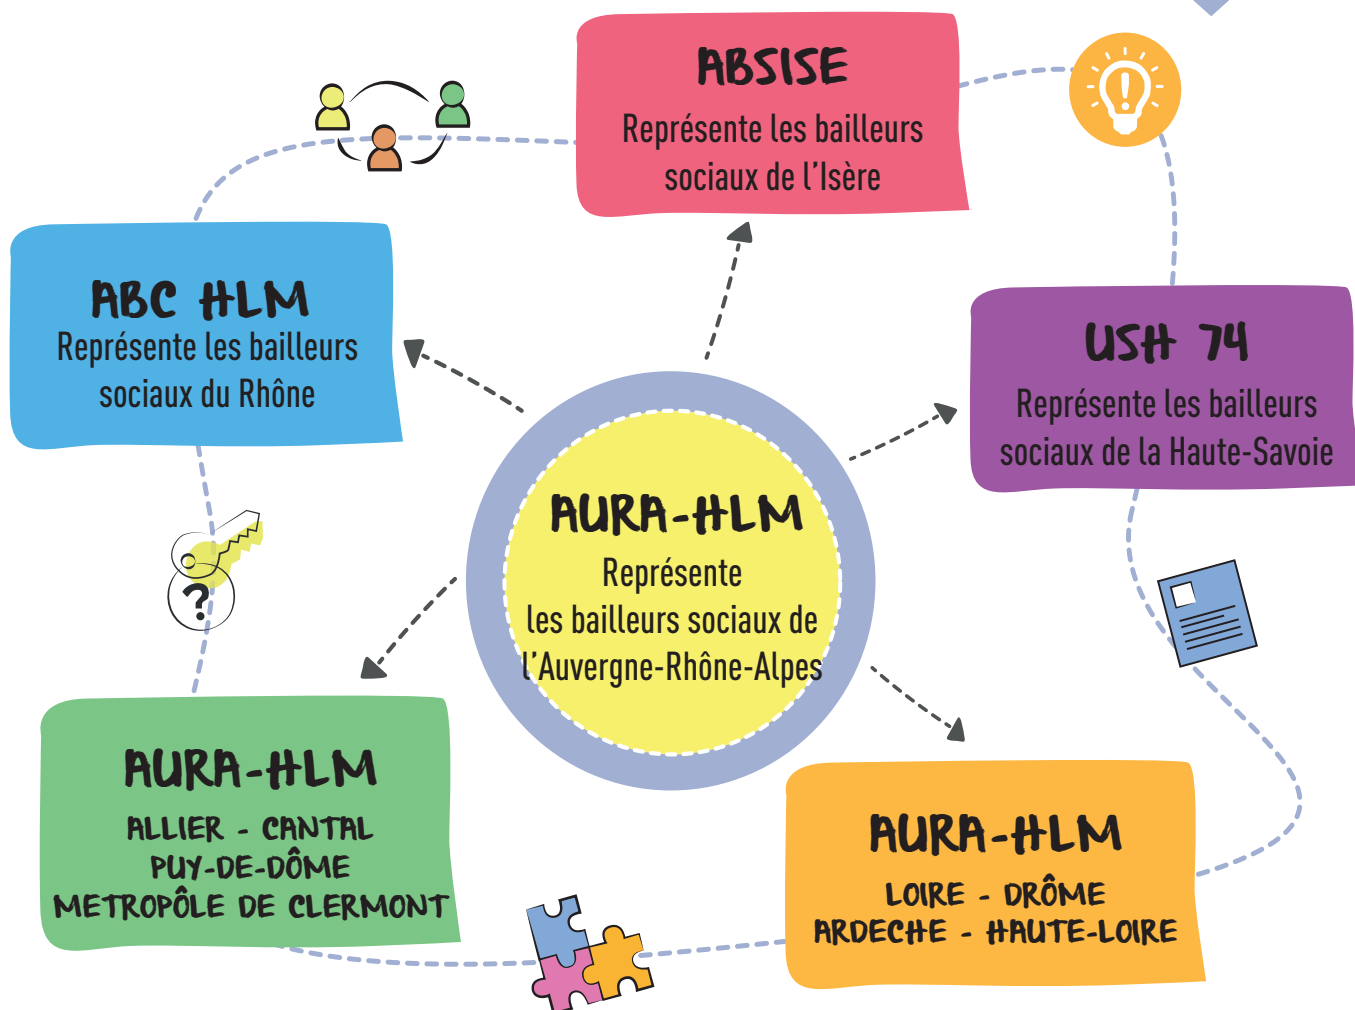 ABSISE
Représente les bailleurs
sociaux de l'Isère
ABC HLM
Représente les bailleurs
sociaux du Rhône
USH 74
Représente les bailleurs
sociaux de la Haute-Savoie
AURA-HLM
Représente
les bailleurs sociaux de
l'Auvergne-Rhône-Alpes
?
AURA-HLM
ALLIER - CANTAL
PUY-DE-DÔME
METROPÔLE DE CLERMONT
AURA-HLM
LOIRE - DRÔME
ARDECHE - HAUTE-LOIRE